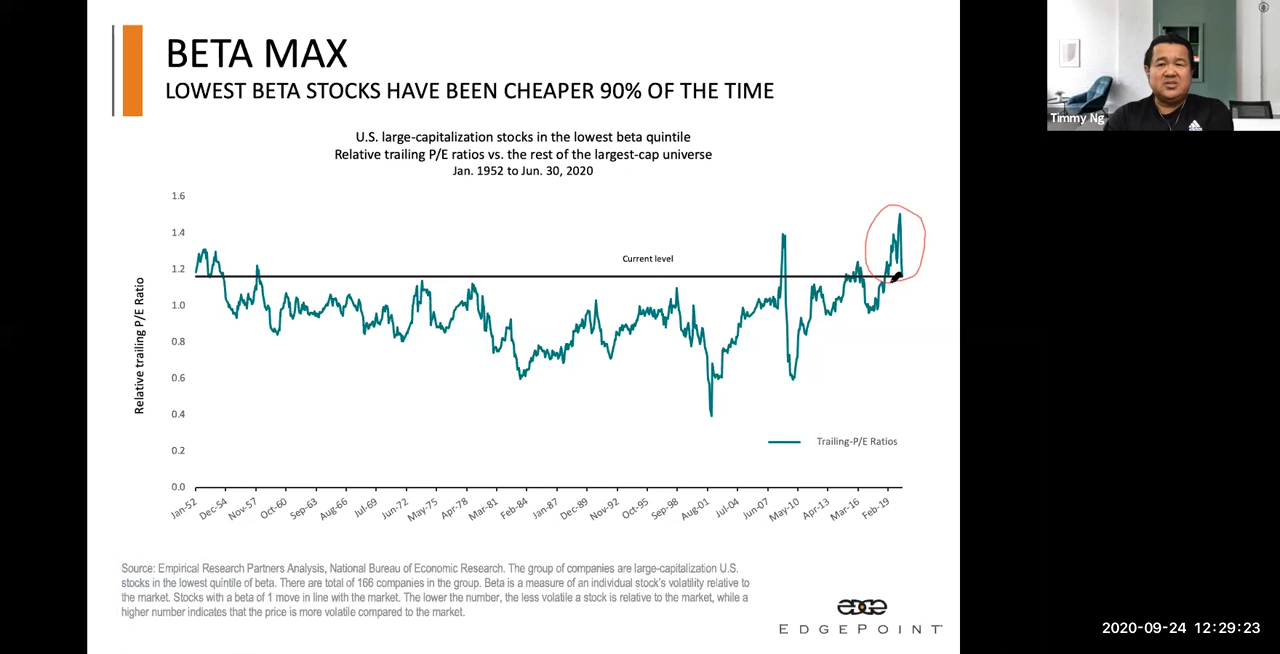 BETA MAX
LOWEST BETA STOCKS HAVE BEEN CHEAPER 90% OF THE TIME
U.S. large-capitalization stocks in the lowest beta quintile
Relative trailing P/E ratios vs. the rest of the largest-cap universe
Jan. 1952 to Jun. 30, 2020
Timmy Ng
Relative trailing P/E Ratio
1.6
1.4
1.2
1.0
0.8
0.6
0.4
0.2
0.0
Current level
Trailing-P/E Ratios
Jan-52
Dec-54
Nov-57
Oct-60
Sep-63
Aug-66
Jul-69
Jun-72
May-75
Apr-78
Mar-81
Feb-84
Jan-87
Dec-89
Nov-92
Oct-95
Sep-98
Aug-01
Jul-04
Jun-07
May-10
Apr-13
Mar-16
Feb-19
Source: Empirical Research Partners Analysis, National Bureau of Economic Research. The group of companies are large-capitalization U.S.
stocks in the lowest quintile of beta. There are total of 166 companies in the group. Beta is a measure of an individual stock's volatility relative to
the market. Stocks with a beta of 1 move in line with the market. The lower the number, the less volatile a stock is relative to the market, while a
higher number indicates that the price is more volatile compared to the market.
EDGEPOINT
2020-09-24 12:29:23